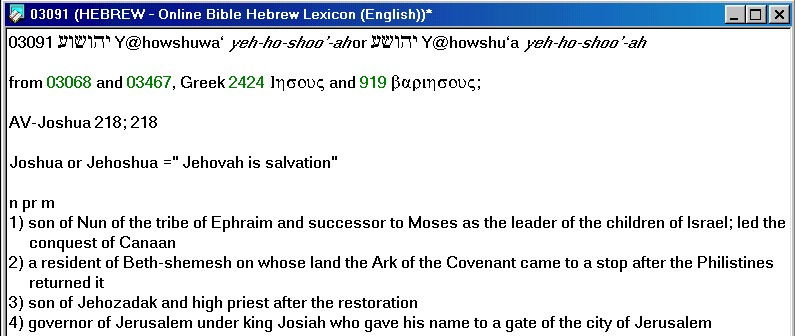 03091 (HEBREW - Online Bible Hebrew Lexicon (English))*
03091 יהושוע Y@howshuwa‘ yeh-ho-shoo’-ahor יהושע Y@howshu‘a yeh-ho-shoo’-ah
from 03068 and 03467, Greek 2424 Ιησους and 919 βαριησους;
AV-Joshua 218; 218
Joshua or Jehoshua =" Jehovah is salvation"
n pr m
1) son of Nun of the tribe of Ephraim and successor to Moses as the leader of the children of Israel; led the
conquest of Canaan
2) a resident of Beth-shemesh on whose land the Ark of the Covenant came to a stop after the Philistines
returned it
3) son of Jehozadak and high priest after the restoration
4) governor of Jerusalem under king Josiah who gave his name to a gate of the city of Jerusalem